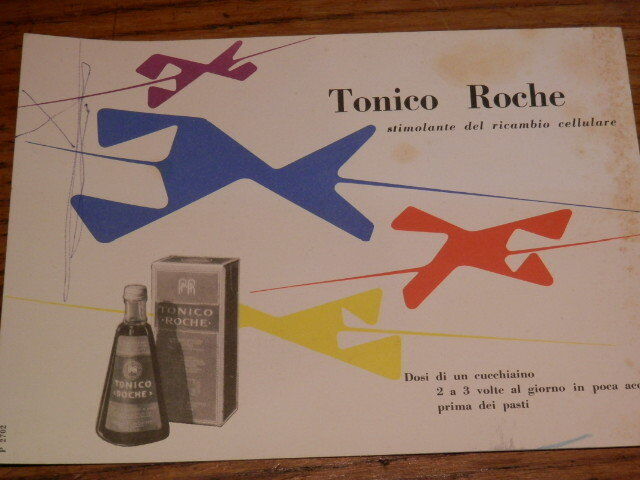 Tonico Roche
stimolante del ricambio cellulare
TONICO
·ROCHE·
TONICO
·ROCHE·
Dosi di un cucchiaino
2 a 3 volte al giorno in poca
prima dei pasti
P 2702